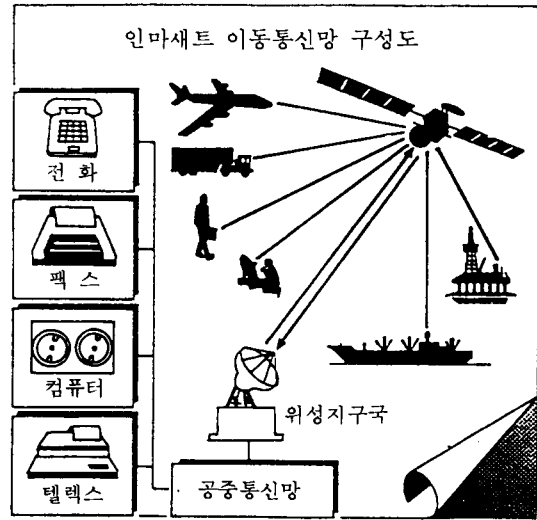 인마새트 이동통신망 구성도
전 화
팩 스
컴퓨터
텔렉스
위성지구국
공중통신망